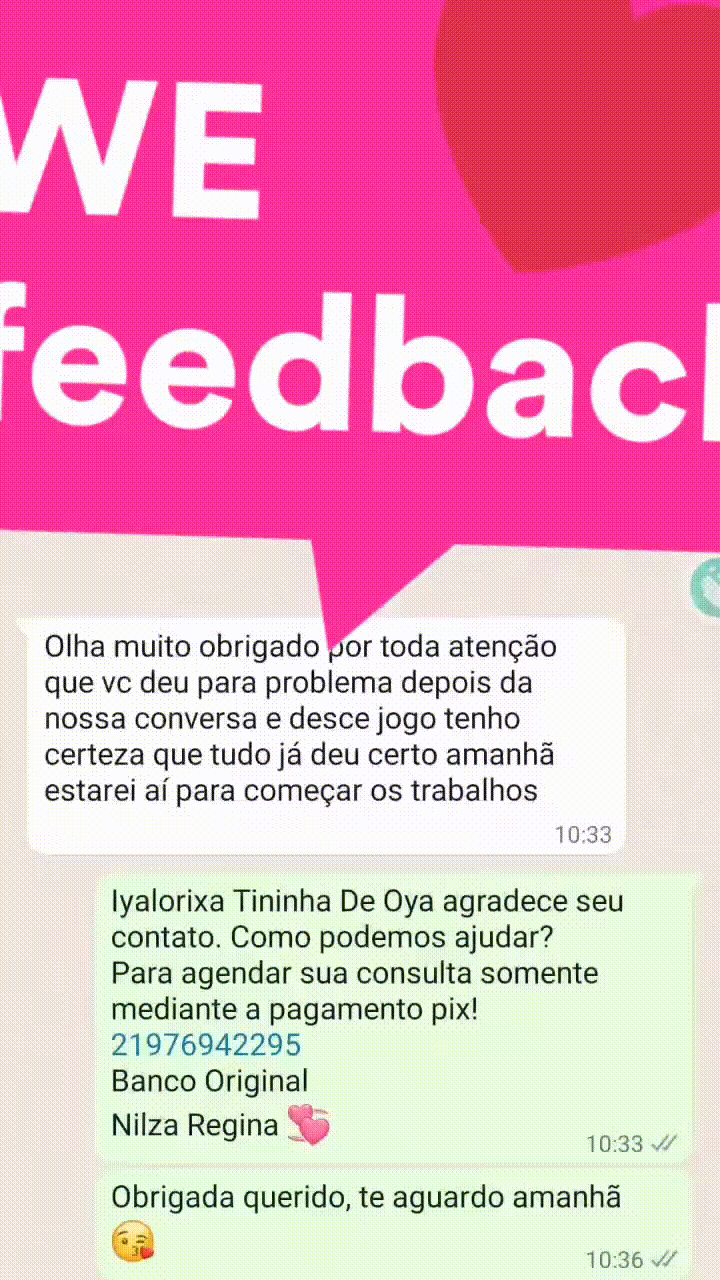 WE
feedbac
Olha muito obrigado por toda atenção
que vc deu para problema depois da
nossa conversa e desce jogo tenho
certeza que tudo já deu certo amanhã
estarei aí para começar os trabalhos
10:33
Iyalorixa Tininha De Oya agradece seu
contato. Como podemos ajudar?
Para agendar sua consulta somente
mediante a pagamento pix!
21976942295
Banco Original
Nilza Regina 💞
10:33
Obrigada querido, te aguardo amanhã
😘
10:36